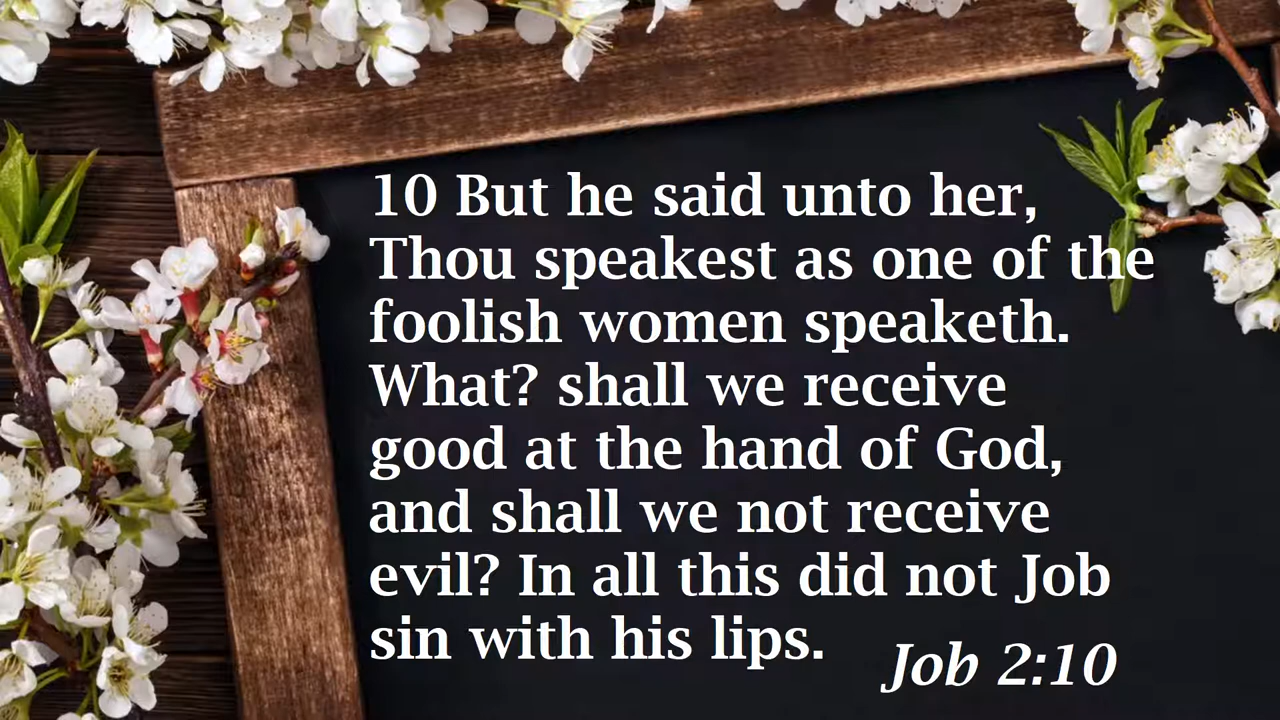 10 But he said unto her,
Thou speakest as one of the
foolish women speaketh.
What? shall we receive
good at the hand of God,
and shall we not receive
evil? In all this did not Job
sin with his lips.
Job 2:10